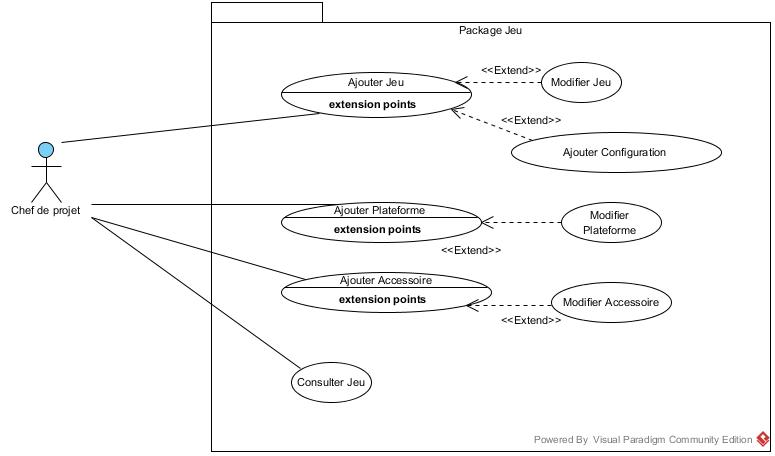 Package Jeu
Ajouter Jeu
extension points
<<Extend>>
Modifier Jeu
<<Extend>>
Ajouter Configuration
Chef de projet
Ajouter Plateforme
extension points
Modifier
Plateforme
<<Extend>>
Ajouter Accessoire
extension points
Modifier Accessoire
<<Extend>>
Consulter Jeu
Powered By Visual Paradigm Community Edition